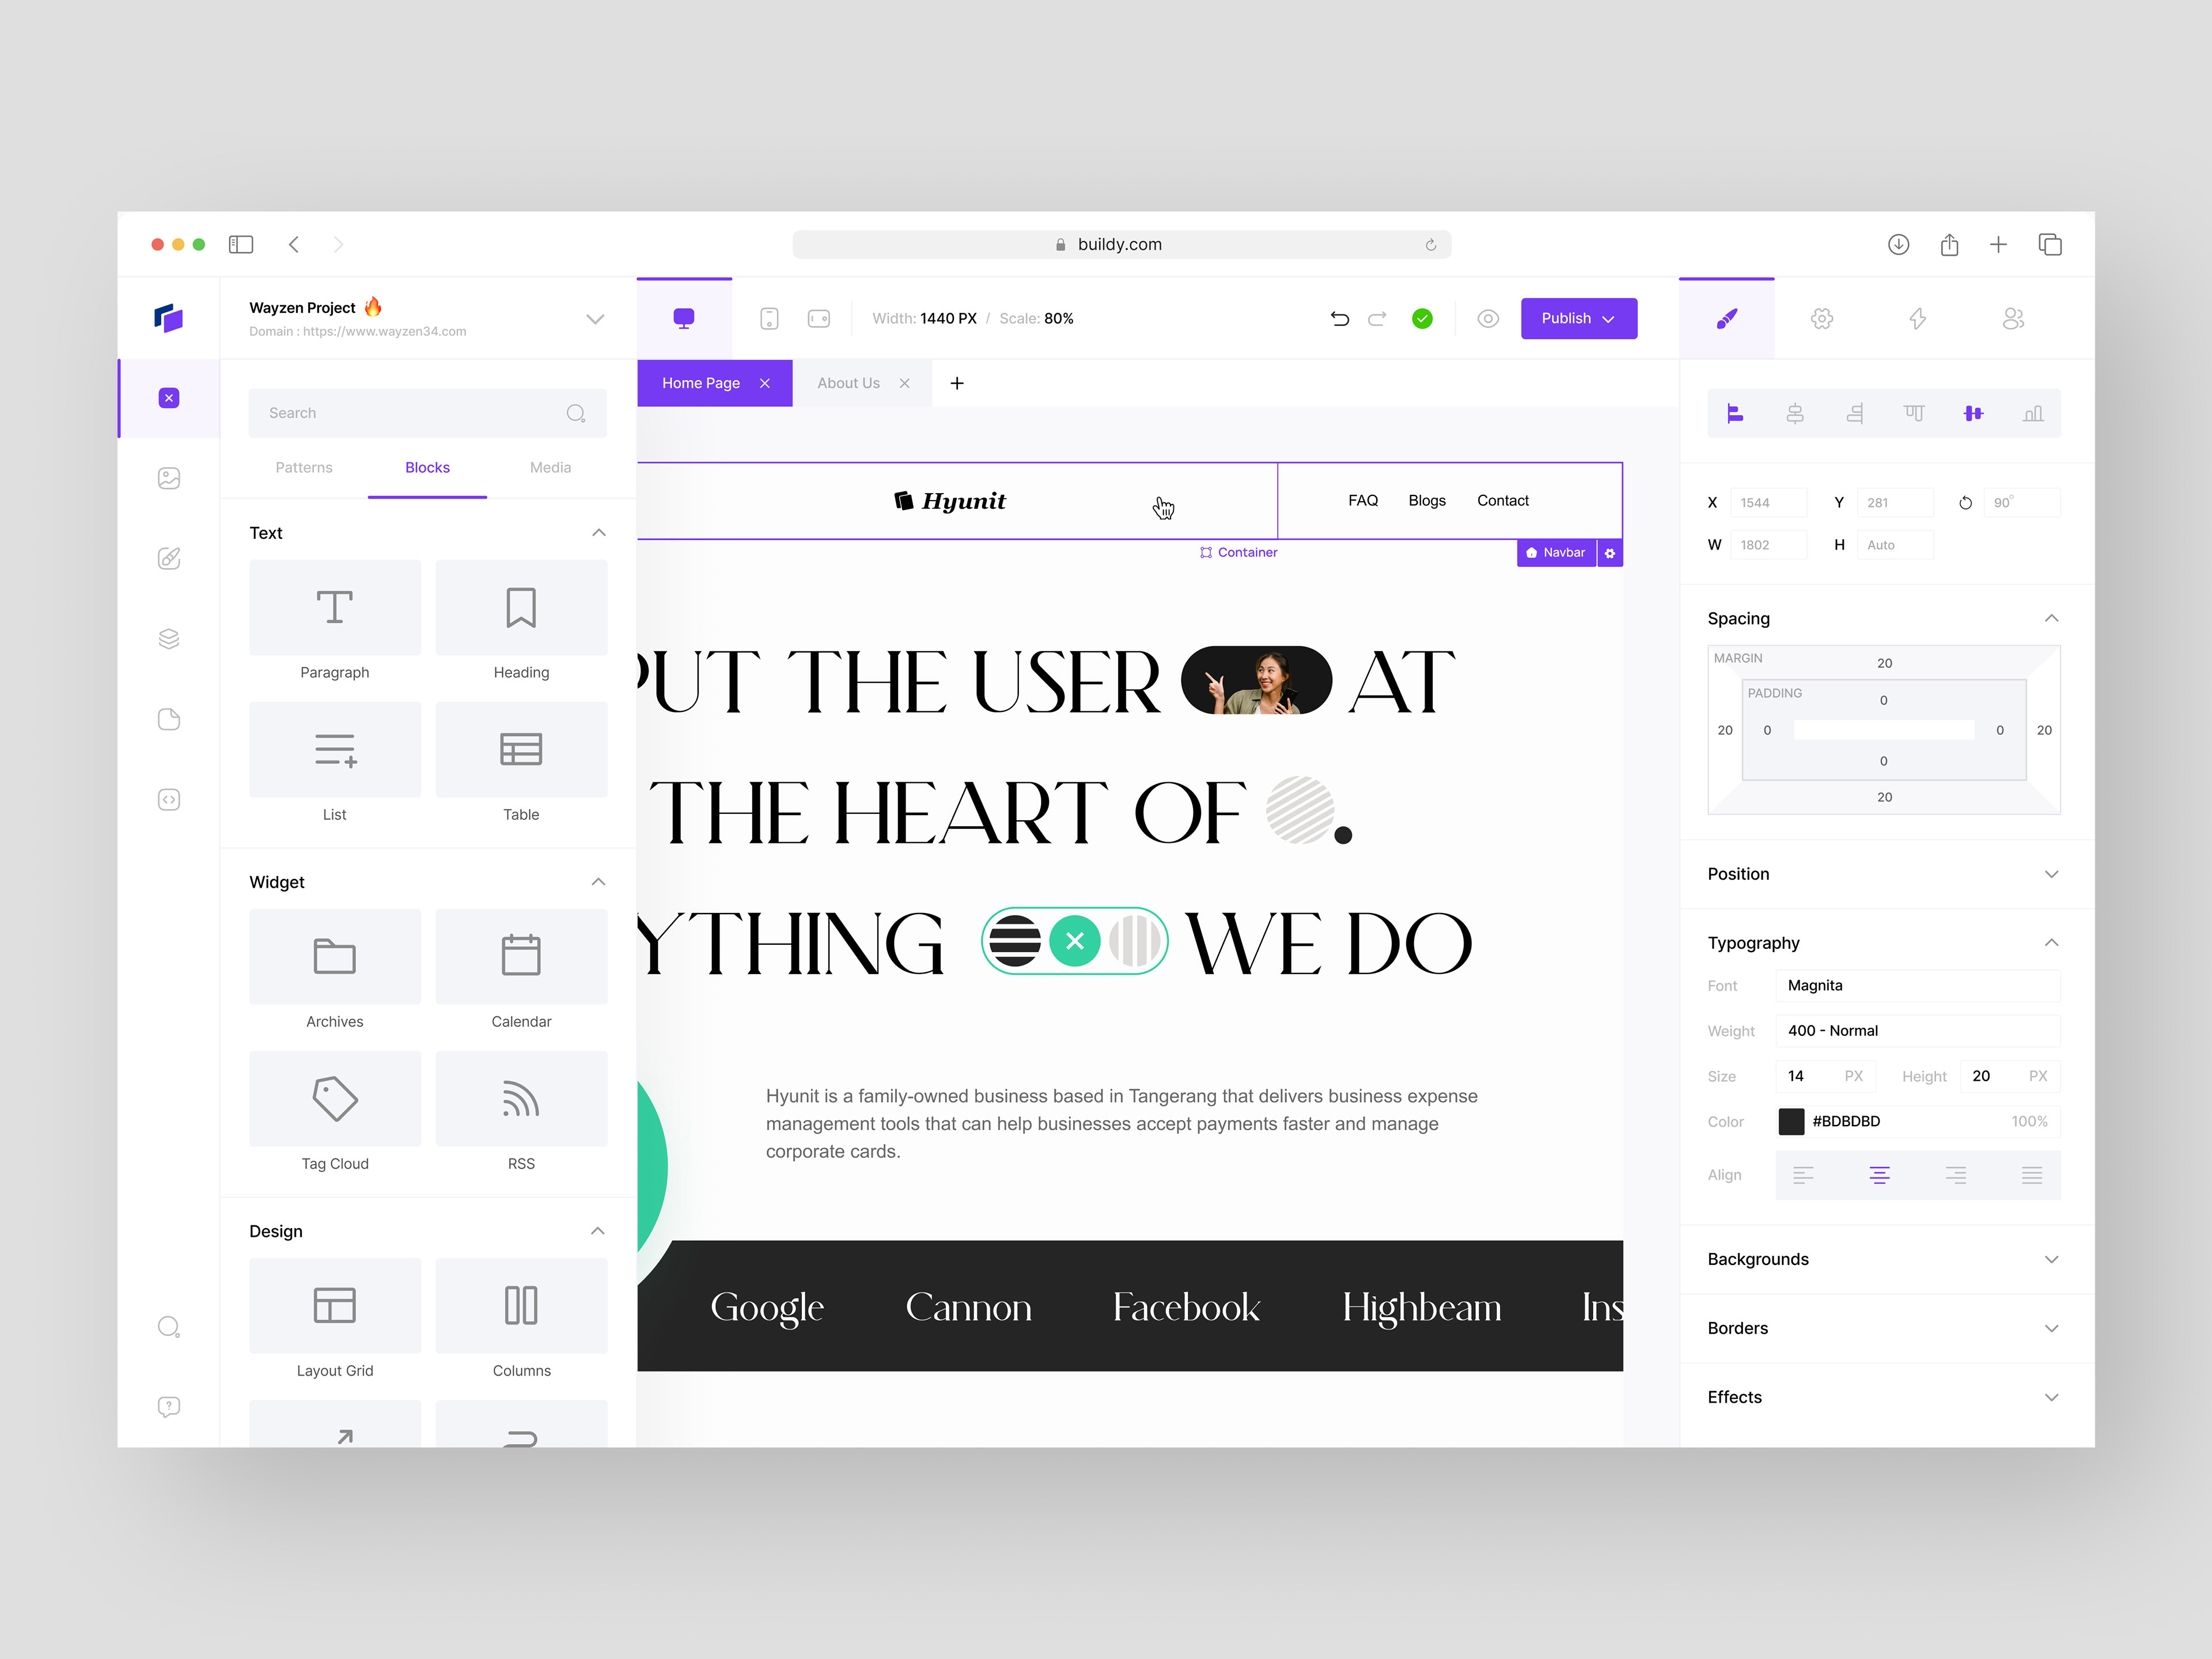 buildy.com
Wayzen Project
Domain : https://www.wayzen34.com
Width: 1440 PX / Scale: 80%
Publish
Search
Patterns Blocks Media
Text
Paragraph Heading
List Table
Widget
Archives Calendar
Tag Cloud RSS
Design
Layout Grid Columns
Home Page About Us
Hyunit
FAQ Blogs Contact
Container
Navbar
PUT THE USER AT
THE HEART OF
YTHING WE DO
Hyunit is a family-owned business based in Tangerang that delivers business expense
management tools that can help businesses accept payments faster and manage
corporate cards.
Google Cannon Facebook Highbeam Ins
X 1544 Y 281 90°
W 1802 H Auto
Spacing
MARGIN
20
PADDING
0
20 0 0 20
0
20
Position
Typography
Font Magnita
Weight 400 - Normal
Size 14 PX Height 20 PX
Color #BDBDBD 100%
Align
Backgrounds
Borders
Effects